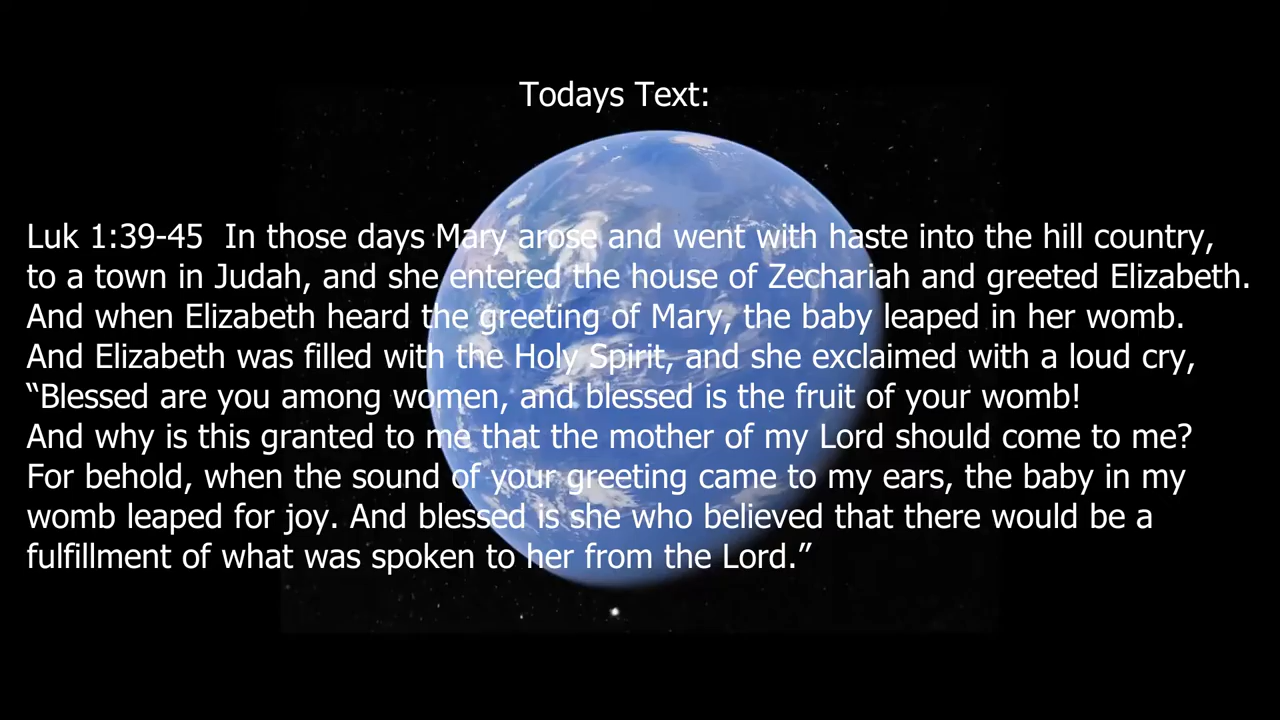 Todays Text:
Luk 1:39-45  In those days Mary arose and went with haste into the hill country,
to a town in Judah, and she entered the house of Zechariah and greeted Elizabeth.
And when Elizabeth heard the greeting of Mary, the baby leaped in her womb.
And Elizabeth was filled with the Holy Spirit, and she exclaimed with a loud cry,
“Blessed are you among women, and blessed is the fruit of your womb!
And why is this granted to me that the mother of my Lord should come to me?
For behold, when the sound of your greeting came to my ears, the baby in my
womb leaped for joy. And blessed is she who believed that there would be a
fulfillment of what was spoken to her from the Lord.”